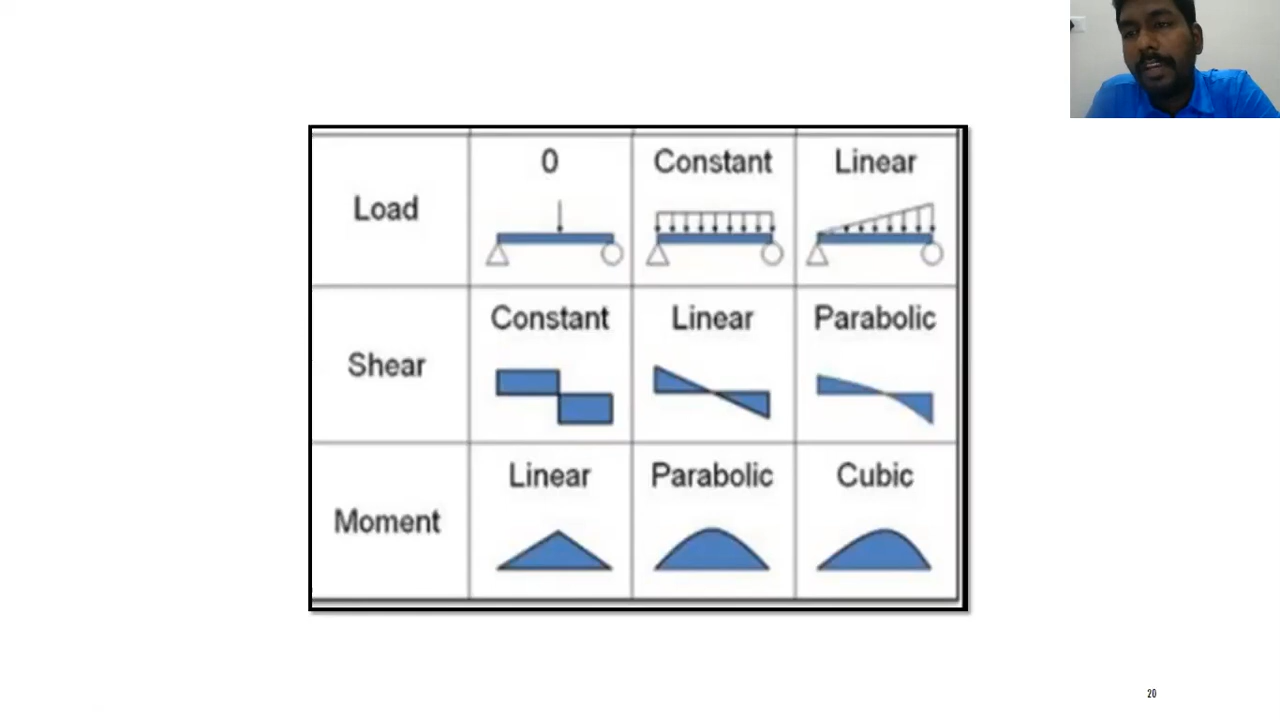 0
Constant
Linear
Load
Constant
Linear
Parabolic
Shear
Linear
Parabolic
Cubic
Moment
20